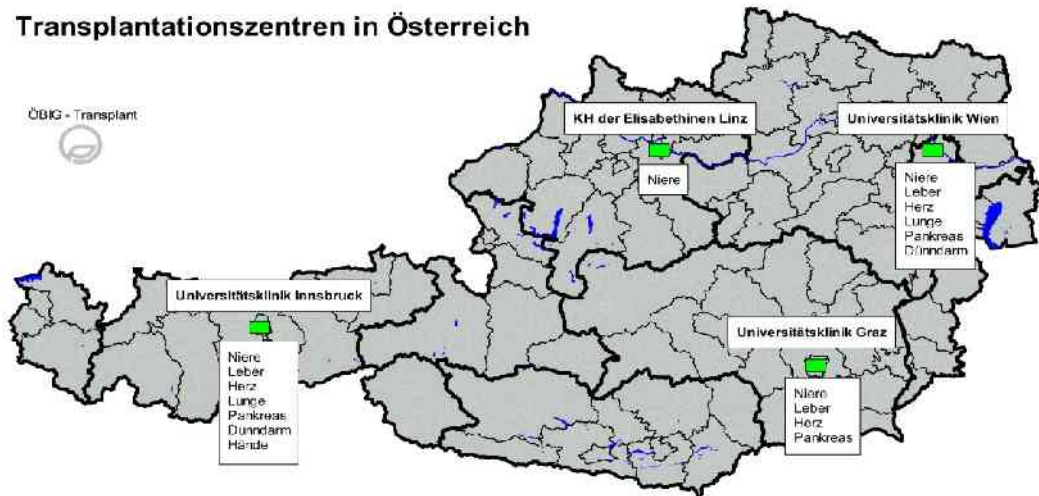 Transplantationszentren in Österreich
ÖBIG - Transplant
KH der Elisabethinen Linz
Niere
Universitätsklinik Wien
Niere
Leber
Herz
Lunge
Pankreas
Dünndarm
Universitätsklinik Innsbruck
Niere
Leber
Herz
Lunge
Pankreas
Dunndarm
Hände
Universitätsklinik Graz
Niere
Leber
Herz
Pankreas